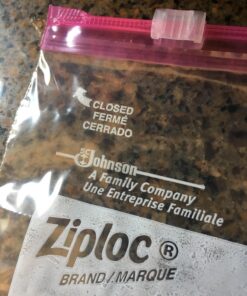 CLOSED
FERMÉ
CERRADO
SC Johnson
A Family Company
Une Entreprise Familiale
Ziploc®
BRAND/MARQUE